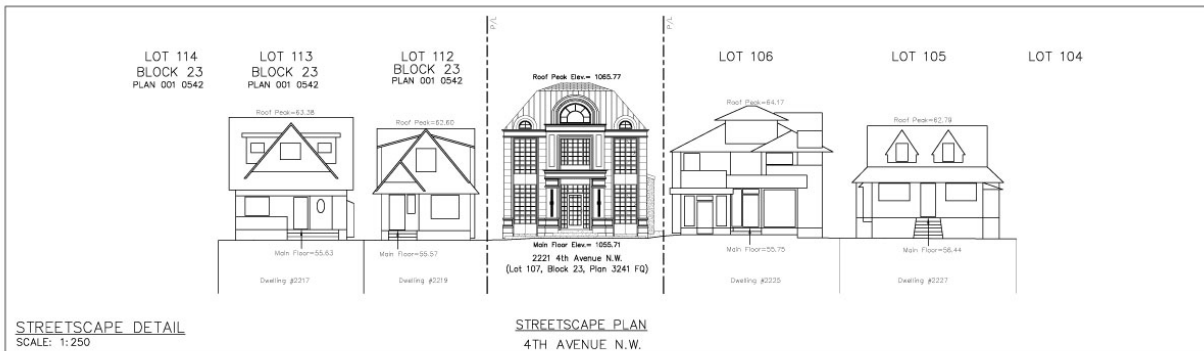 P/L
P/L
LOT 114
BLOCK 23
PLAN 001 0542
LOT 113
BLOCK 23
PLAN 001 0542
LOT 112
BLOCK 23
PLAN 001 0542
LOT 106
LOT 105
LOT 104
Roof Peak=63.38
Roof Peak=62.60
Roof Peak Elev.= 1065.77
Roof Peak=64.17
Roof Peak=62.79
Main Floor=55.63
Main Floor=55.57
Main Floor Elev.= 1055.71
Main Floor=55.75
Main Floor=56.44
2221 4th Avenue N.W.
(Lot 107, Block 23, Plan 3241 FQ)
Dwelling #2217
Dwelling #2219
Dwelling #2225
Dwelling #2227
STREETSCAPE DETAIL
SCALE: 1:250
STREETSCAPE PLAN
4TH AVENUE N.W.